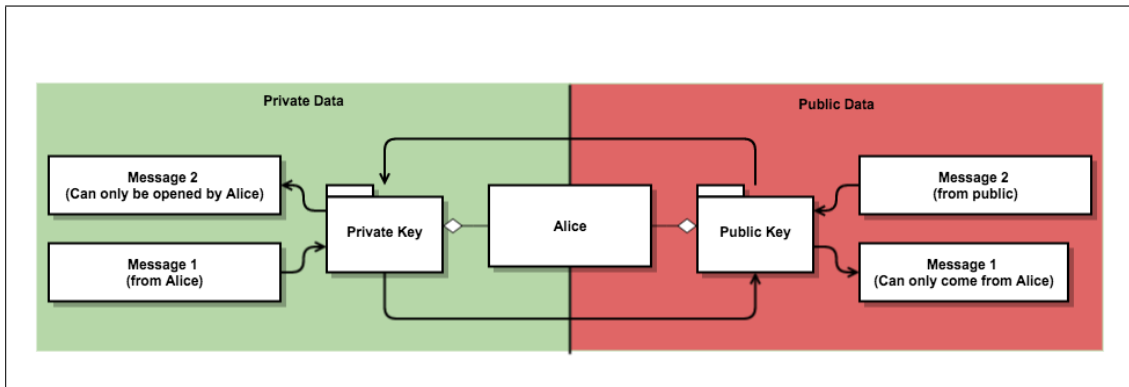 Private Data
Public Data
Message 2
(Can only be opened by Alice)
Message 1
(from Alice)
Private Key
Alice
Public Key
Message 2
(from public)
Message 1
(Can only come from Alice)